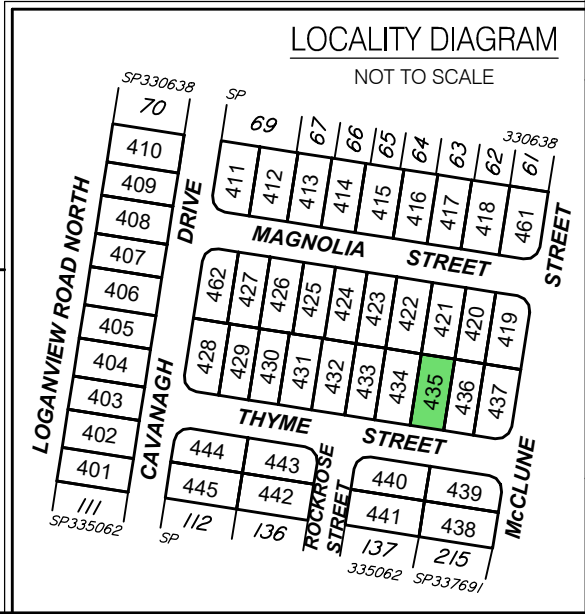 LOCALITY DIAGRAM
NOT TO SCALE
SP330638
70
410
409
408
407
406
405
404
403
402
401
111
SP335062
LOGANVIEW ROAD NORTH
CAVANAGH DRIVE
SP 330638
69 67 66 65 64 63 62 61
411 412 413 414 415 416 417 418 461
MAGNOLIA STREET
462 427 426 425 424 423 422 421 420 419
428 429 430 431 432 433 434 435 436 437
THYME STREET
McCLUNE STREET
444 443
445 442
112 136
SP
ROCKROSE
STREET
440 439
441 438
137 215
335062 SP337691